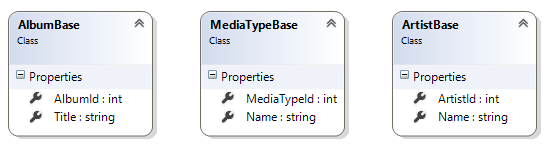 AlbumBase
Class
Properties
AlbumId : int
Title : string
MediaTypeBase
Class
Properties
MediaTypeId : int
Name : string
ArtistBase
Class
Properties
ArtistId : int
Name : string